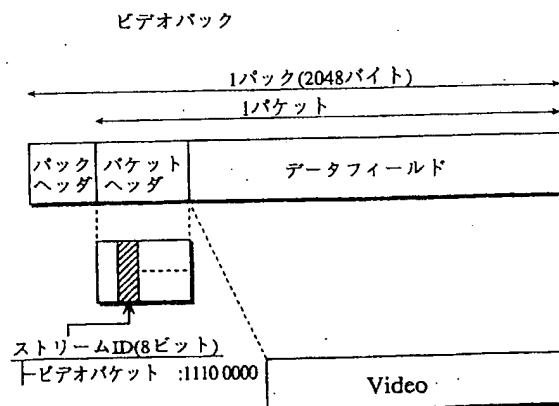 ビデオパック
1パック(2048バイト)
1パケット
パック
ヘッダ
パケット
ヘッダ
データフィールド
ストリームID(8ビット)
ビデオパケット :1110 0000
Video